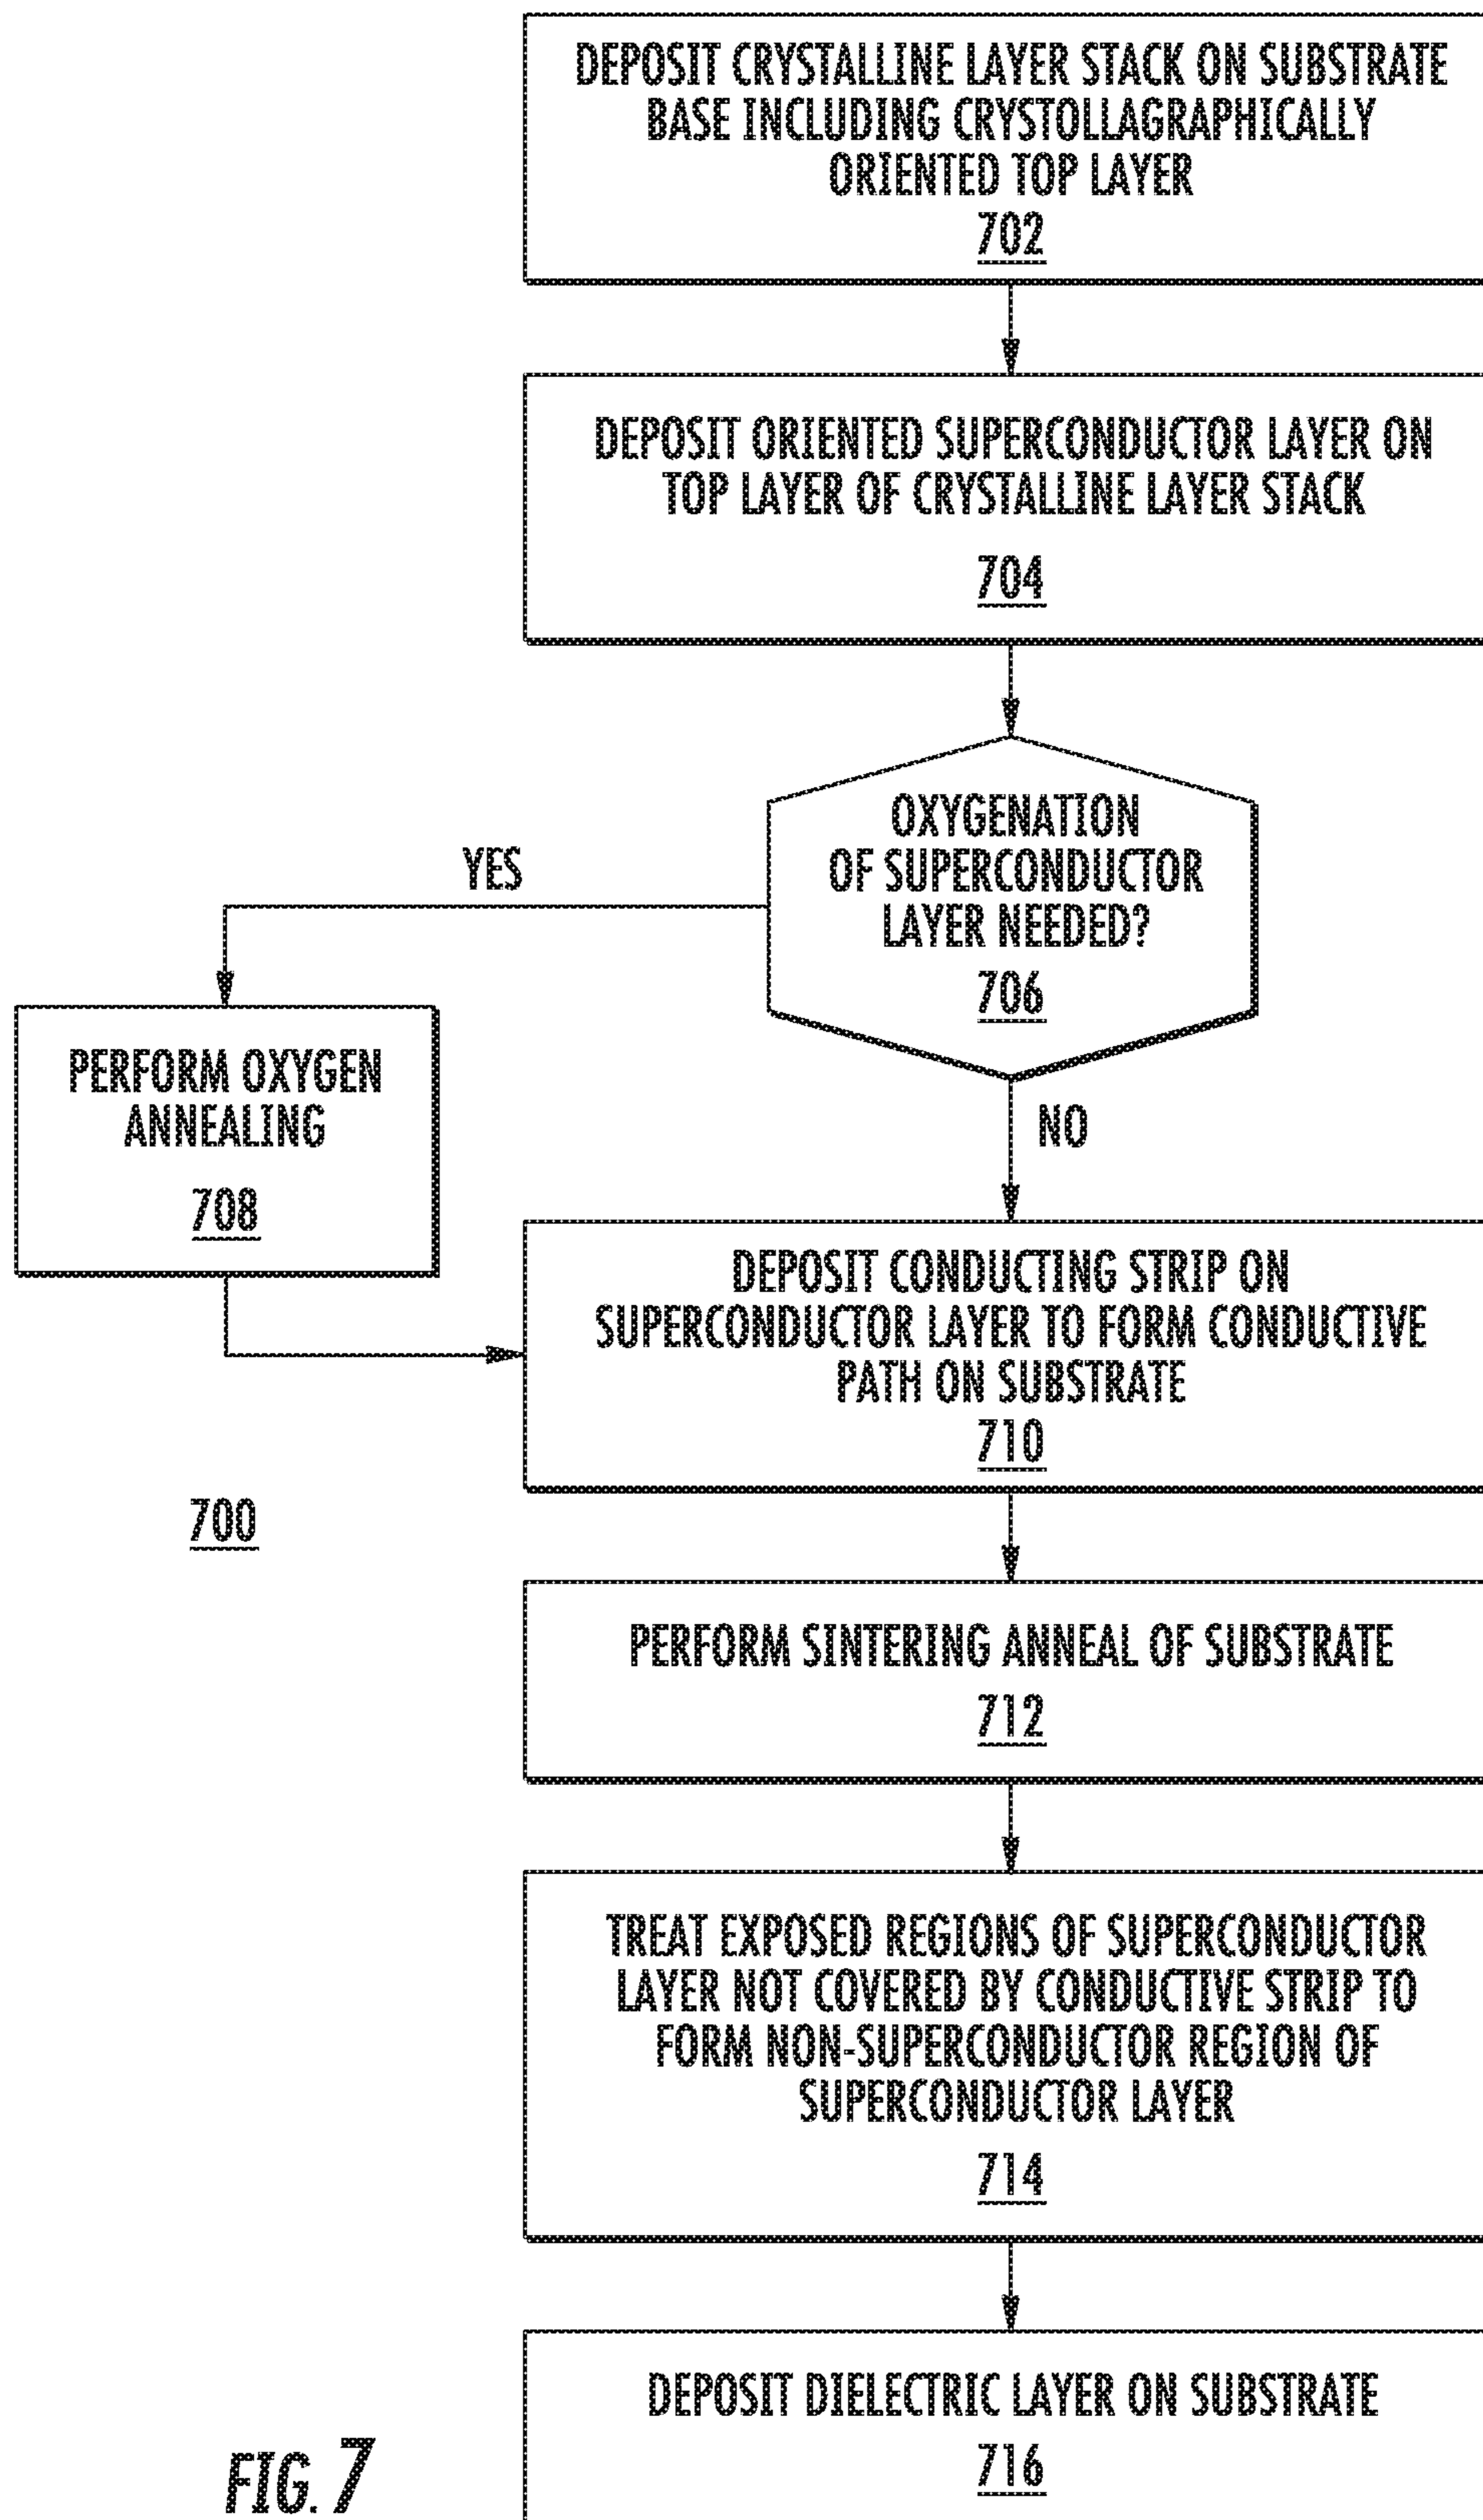 DEPOSIT CRYSTALLINE LAYER STACK ON SUBSTRATE
BASE INCLUDING CRYSTOLLAGRAPHICALLY
ORIENTED TOP LAYER
702
DEPOSIT ORIENTED SUPERCONDUCTOR LAYER ON
TOP LAYER OF CRYSTALLINE LAYER STACK
704
OXYGENATION
OF SUPERCONDUCTOR
LAYER NEEDED?
706
YES
NO
PERFORM OXYGEN
ANNEALING
708
DEPOSIT CONDUCTING STRIP ON
SUPERCONDUCTOR LAYER TO FORM CONDUCTIVE
PATH ON SUBSTRATE
710
700
PERFORM SINTERING ANNEAL OF SUBSTRATE
712
TREAT EXPOSED REGIONS OF SUPERCONDUCTOR
LAYER NOT COVERED BY CONDUCTIVE STRIP TO
FORM NON-SUPERCONDUCTOR REGION OF
SUPERCONDUCTOR LAYER
714
DEPOSIT DIELECTRIC LAYER ON SUBSTRATE
716
FIG. 7